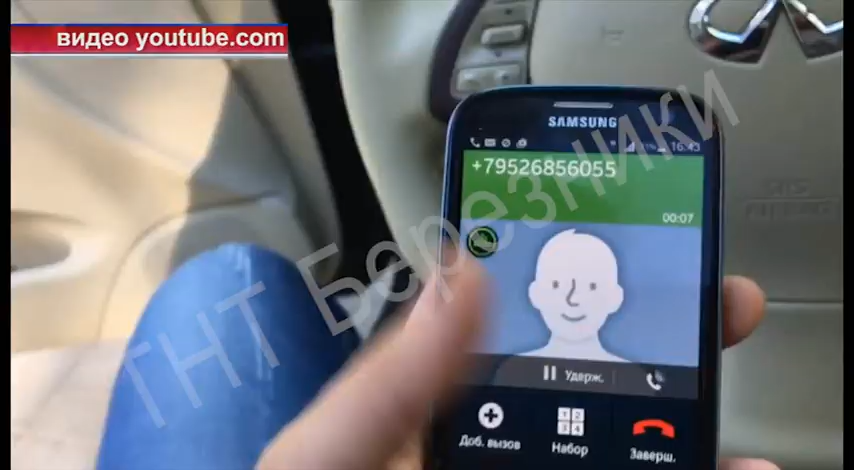 видео youtube.com
SAMSUNG
16:43
+79526856055
00:07
ТНТ Березники
Удерж.
Доб. вызов
Набор
Заверш.